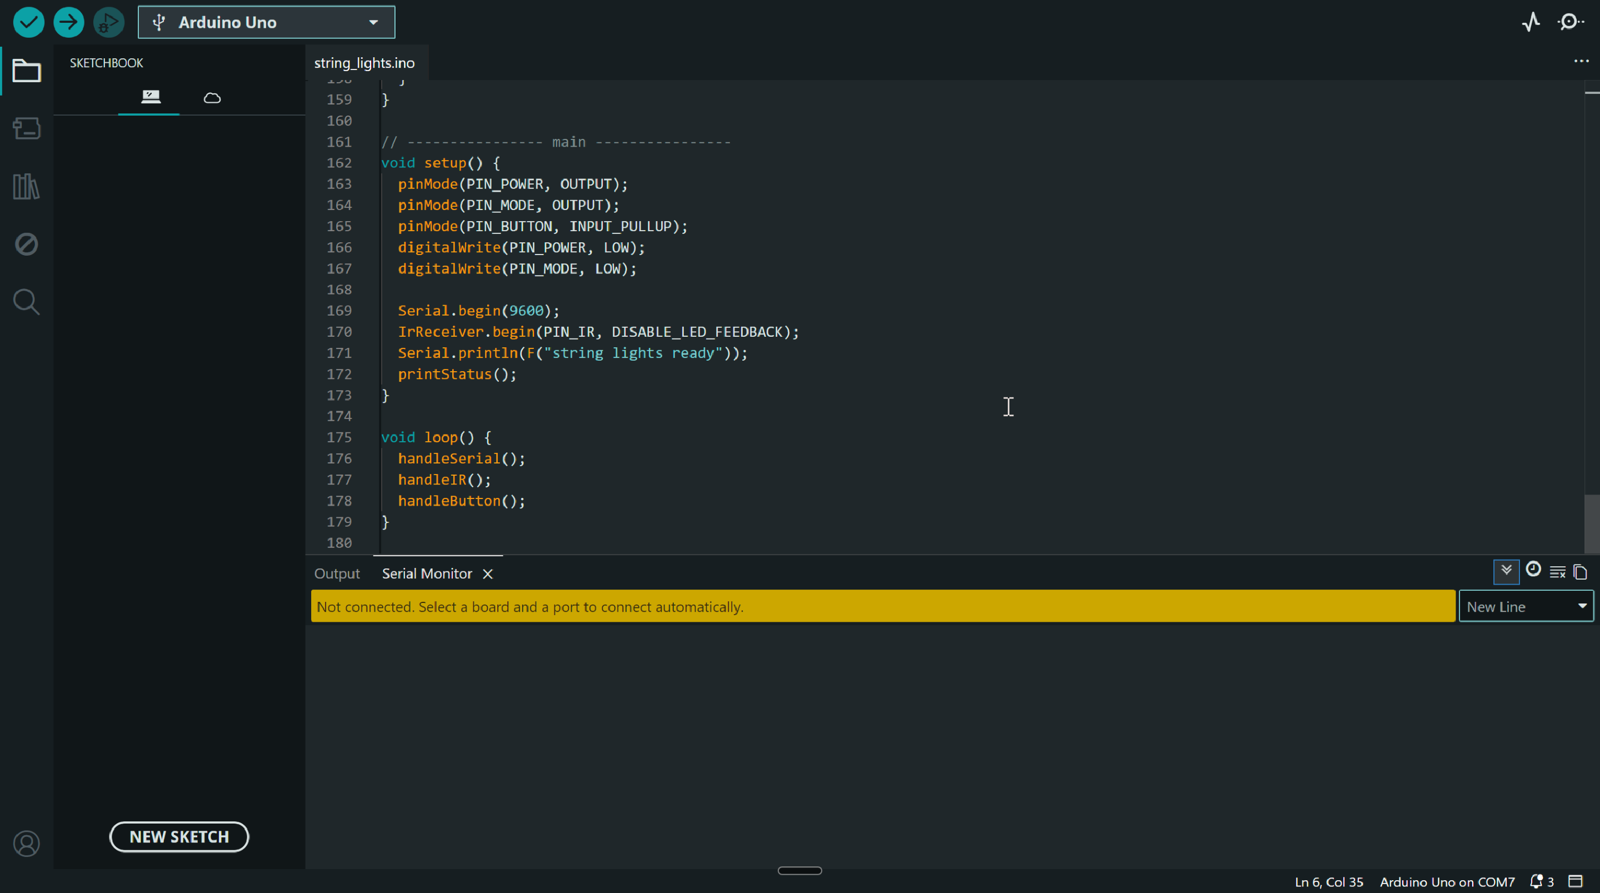 Arduino Uno
SKETCHBOOK
string_lights.ino
159 }
160
161 // ---------------- main ----------------
162 void setup() {
163 pinMode(PIN_POWER, OUTPUT);
164 pinMode(PIN_MODE, OUTPUT);
165 pinMode(PIN_BUTTON, INPUT_PULLUP);
166 digitalWrite(PIN_POWER, LOW);
167 digitalWrite(PIN_MODE, LOW);
168
169 Serial.begin(9600);
170 IrReceiver.begin(PIN_IR, DISABLE_LED_FEEDBACK);
171 Serial.println(F("string lights ready"));
172 printStatus();
173 }
174
175 void loop() {
176 handleSerial();
177 handleIR();
178 handleButton();
179 }
180
Output Serial Monitor
Not connected. Select a board and a port to connect automatically.
New Line
NEW SKETCH
Ln 6, Col 35 Arduino Uno on COM7 3